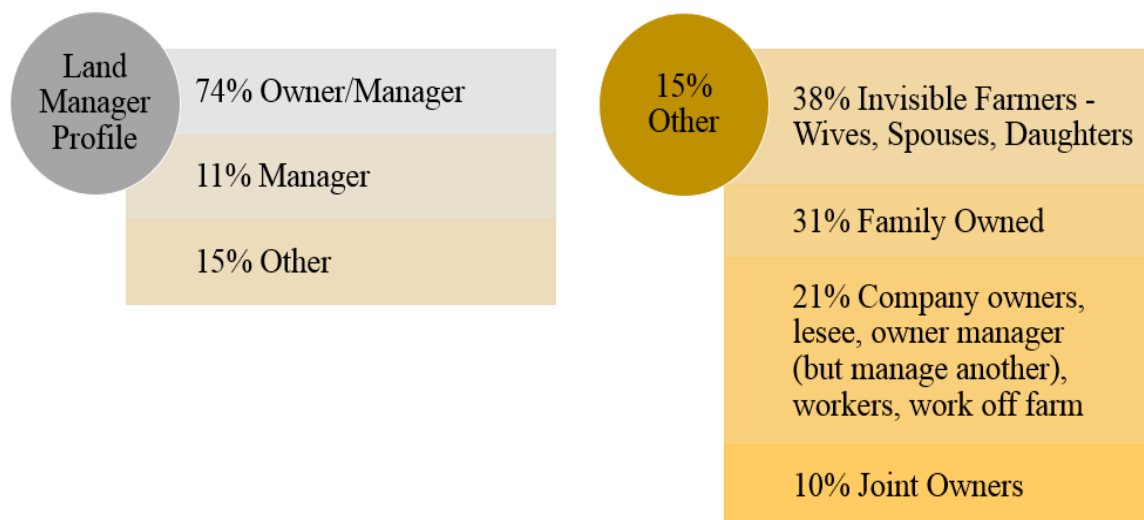 Land
Manager
Profile
74% Owner/Manager
11% Manager
15% Other
15%
Other
38% Invisible Farmers -
Wives, Spouses, Daughters
31% Family Owned
21% Company owners,
lesee, owner manager
(but manage another),
workers, work off farm
10% Joint Owners